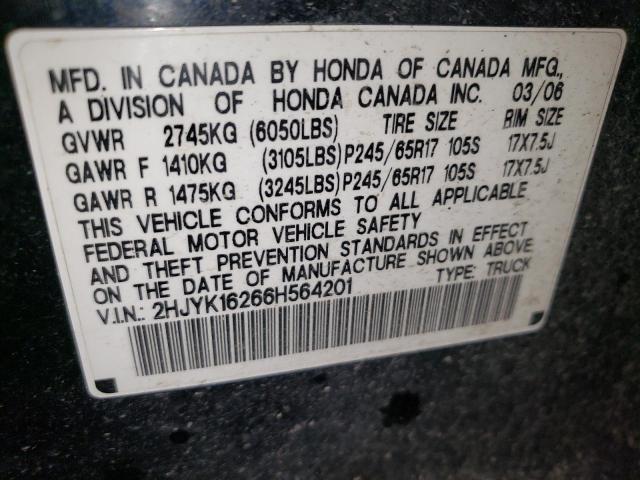 MFD. IN CANADA BY HONDA OF CANADA MFG.,
A DIVISION OF HONDA CANADA INC. 03/06
GVWR 2745KG (6050LBS) TIRE SIZE RIM SIZE
GAWR F 1410KG (3105LBS) P245/65R17 105S 17X7.5J
GAWR R 1475KG (3245LBS) P245/65R17 105S 17X7.5J
THIS VEHICLE CONFORMS TO ALL APPLICABLE
FEDERAL MOTOR VEHICLE SAFETY
AND THEFT PREVENTION STANDARDS IN EFFECT
ON THE DATE OF MANUFACTURE SHOWN ABOVE
V.I.N.: 2HJYK16266H564201 TYPE: TRUCK